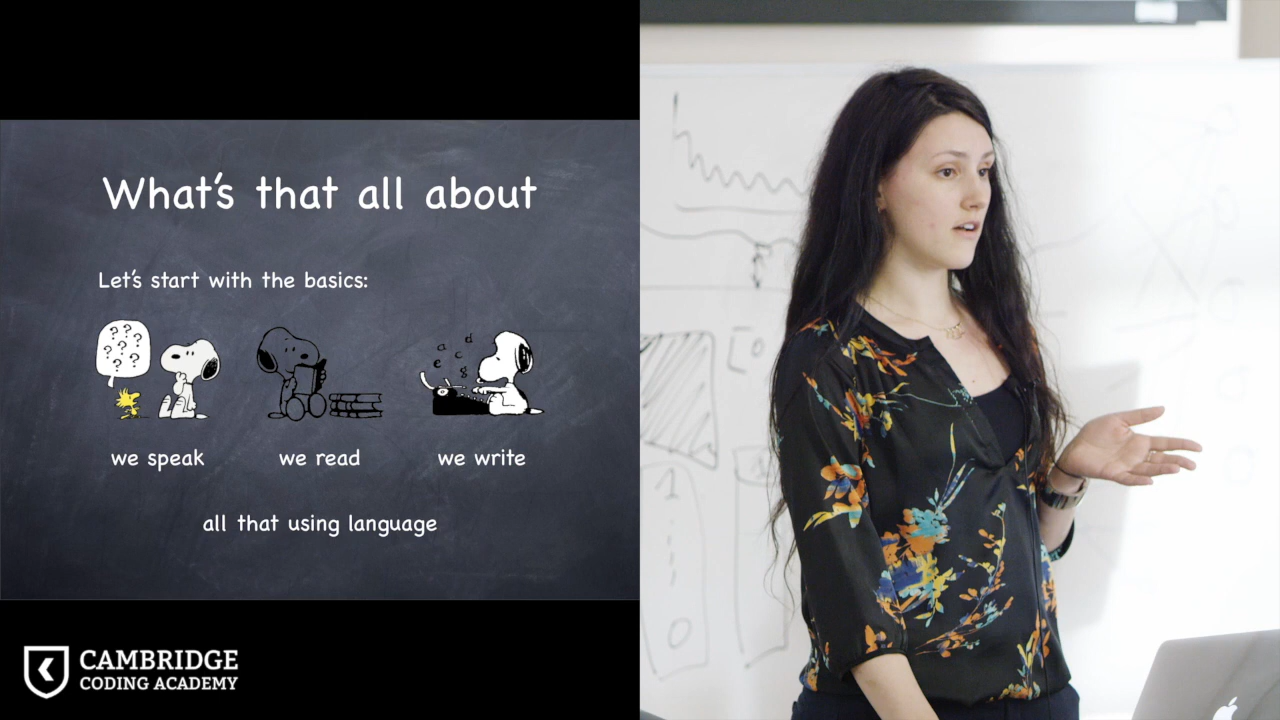 What's that all about
Let's start with the basics:
? ? ?
? ? ?
? ?
a c d
e g
we speak
we read
we write
all that using language
CAMBRIDGE
CODING ACADEMY